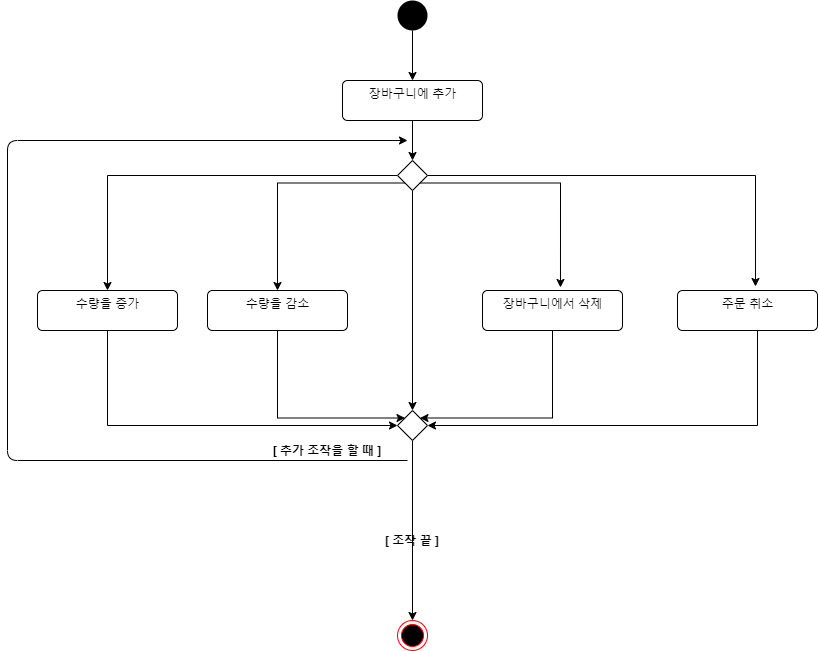 장바구니에 추가
수량을 증가
수량을 감소
장바구니에서 삭제
주문 취소
[ 추가 조작을 할 때 ]
[ 조작 끝 ]